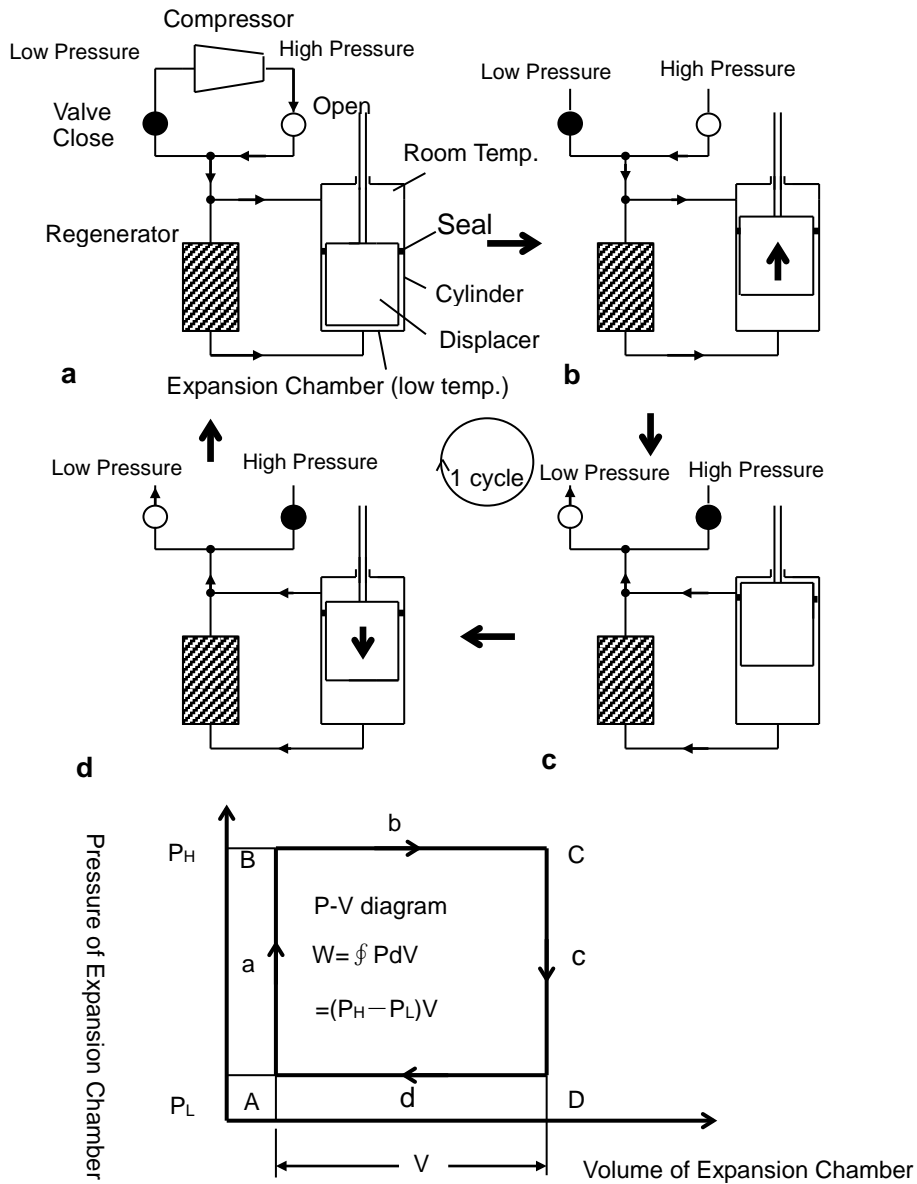 Compressor
Low Pressure
High Pressure
Valve
Close
Open
Room Temp.
Regenerator
Seal
Cylinder
Displacer
Expansion Chamber (low temp.)
a
Low Pressure
High Pressure
b
1 cycle
Low Pressure
High Pressure
d
Low Pressure
High Pressure
c
Pressure of Expansion Chamber
PH
B
b
C
P-V diagram
W=∮PdV
=(PH－PL)V
a
c
PL
A
d
D
V
Volume of Expansion Chamber